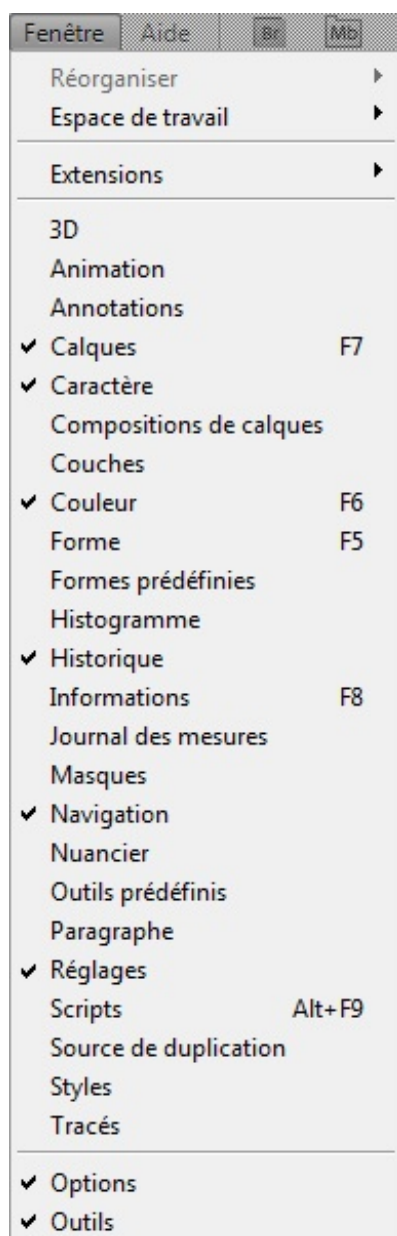 Fenêtre Aide Br Mb
Réorganiser
Espace de travail
Extensions
3D
Animation
Annotations
Calques F7
Caractère
Compositions de calques
Couches
Couleur F6
Forme F5
Formes prédéfinies
Histogramme
Historique
Informations F8
Journal des mesures
Masques
Navigation
Nuancier
Outils prédéfinis
Paragraphe
Réglages
Scripts Alt+F9
Source de duplication
Styles
Tracés
Options
Outils